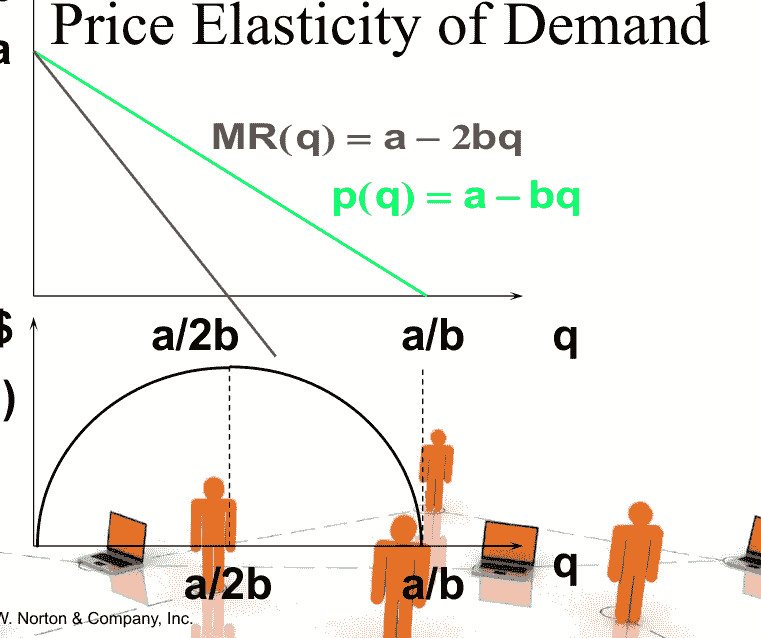 Price Elasticity of Demand
a
MR(q) = a – 2bq
p(q) = a – bq
a/2b a/b q
$
)
a/2b a/b q
W. Norton & Company, Inc.